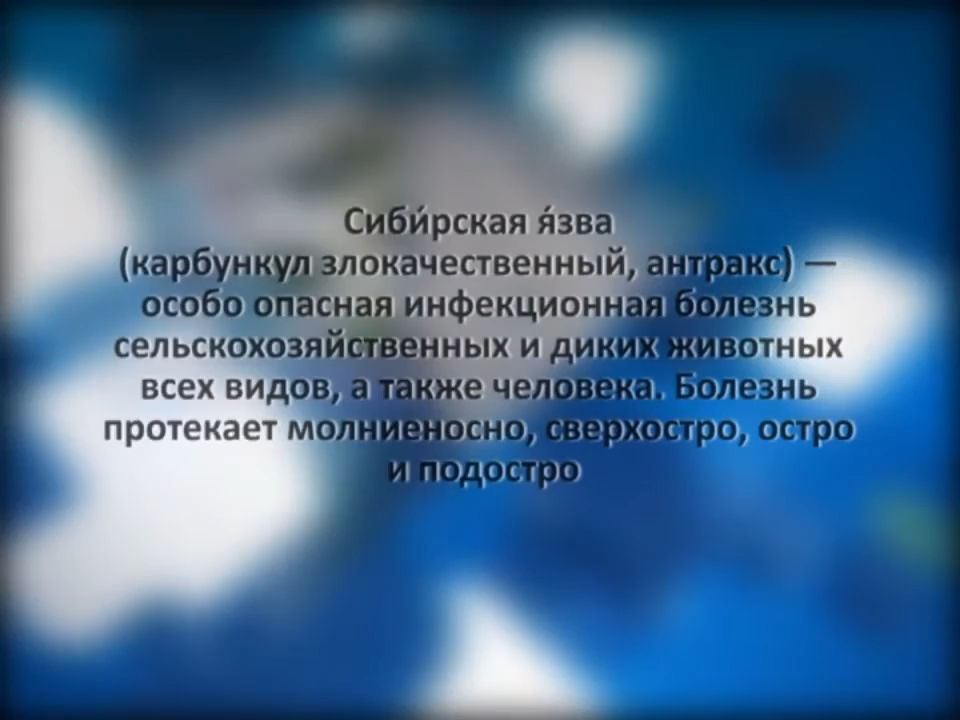 Сиби́рская я́зва
(карбункул злокачественный, антракс) —
особо опасная инфекционная болезнь
сельскохозяйственных и диких животных
всех видов, а также человека. Болезнь
протекает молниеносно, сверхостро, остро
и подостро